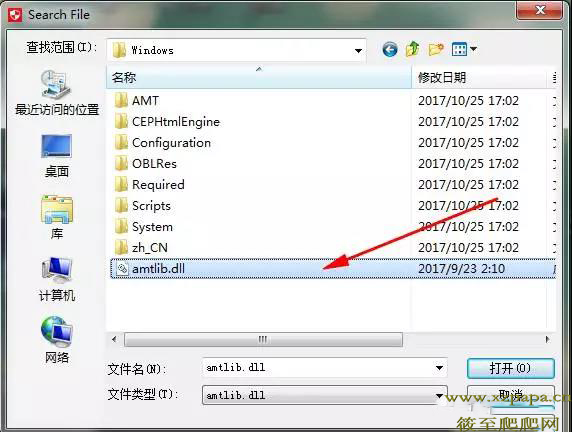 Search File
查找范围(I): Windows
名称 修改日期
最近访问的位置
桌面
库
计算机
网络
AMT 2017/10/25 17:02
CEPHtmlEngine 2017/10/25 17:02
Configuration 2017/10/25 17:02
OBLRes 2017/10/25 17:02
Required 2017/10/25 17:02
Scripts 2017/10/25 17:02
System 2017/10/25 17:02
zh_CN 2017/10/25 17:02
amtlib.dll 2017/9/23 2:10
文件名(N): amtlib.dll 打开(O)
文件类型(T): amtlib.dll 取消
www.xzpapa.cn
筱至爬爬网